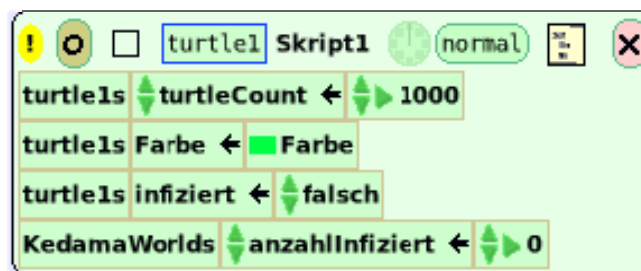 ! turtle1 Skript1 normal
turtle1s turtleCount ← 1000
turtle1s Farbe ← Farbe
turtle1s infiziert ← falsch
KedamaWorlds anzahlInfiziert ← 0